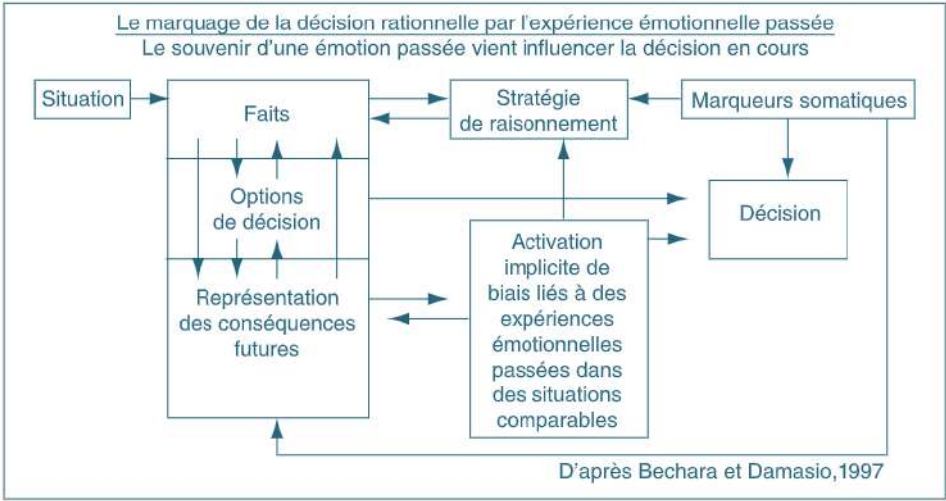 Le marquage de la décision rationnelle par l'expérience émotionnelle passée
Le souvenir d'une émotion passée vient influencer la décision en cours
Situation
Faits
Stratégie
de raisonnement
Marqueurs somatiques
Options
de décision
Décision
Représentation
des conséquences
futures
Activation
implicite de
biais liés à des
expériences
émotionnelles
passées dans
des situations
comparables
D'après Bechara et Damasio,1997